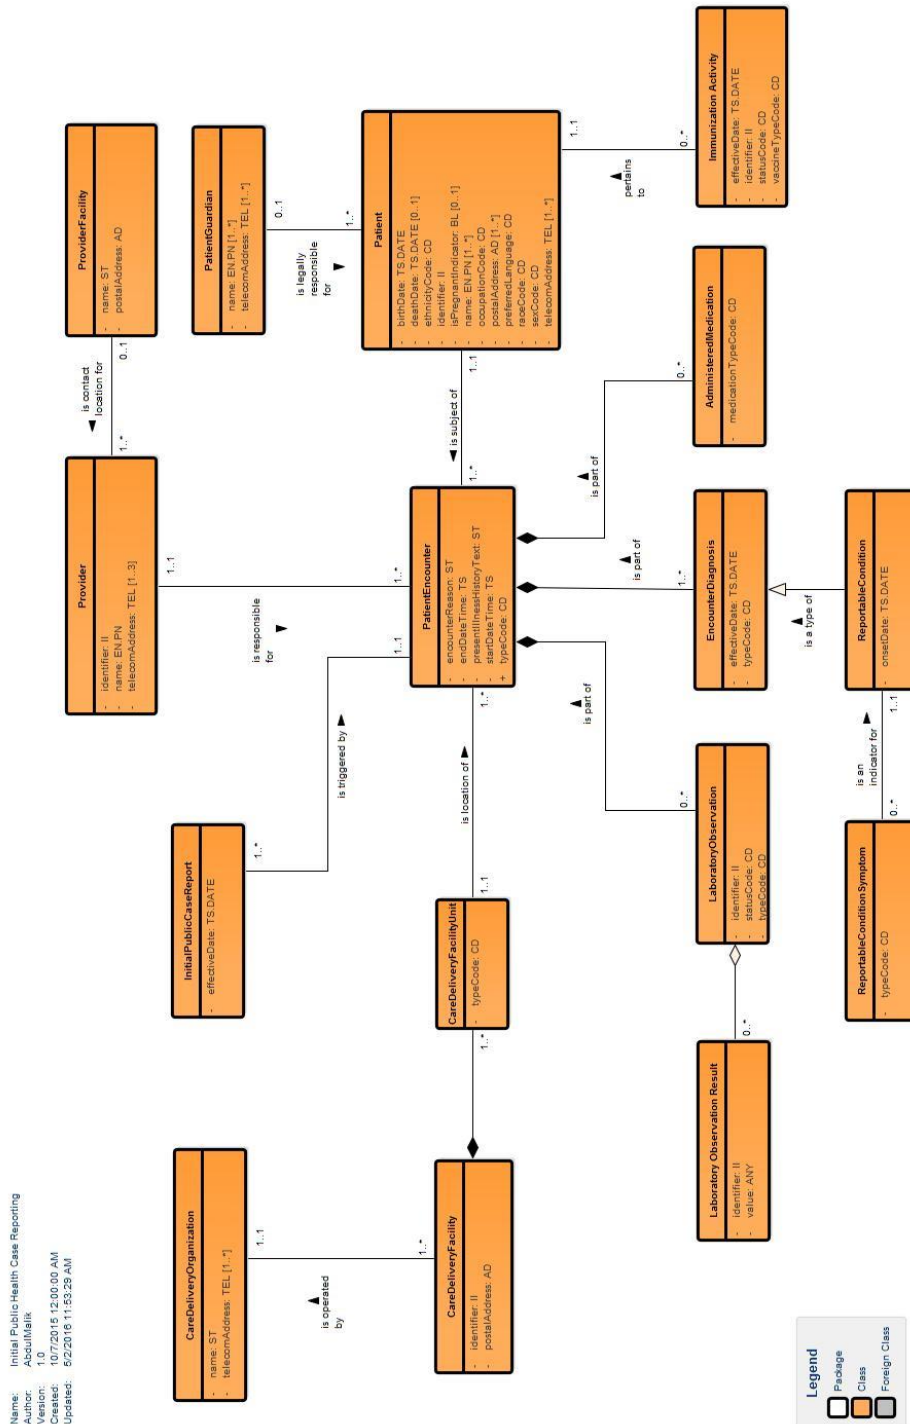 Name: Initial Public Health Case Reporting
Author: AbdulMalik
Version: 1.0
Created: 10/7/2015 12:00:00 AM
Updated: 5/2/2016 11:53:29 AM
CareDeliveryOrganization
- name: ST
- telecomAddress: TEL [1..*]
1..1
is operated
by
1..*
CareDeliveryFacility
- identifier: II
- postalAddress: AD
1..*
CareDeliveryFacilityUnit
- typeCode: CD
1..1
is location of
1..*
InitialPublicCaseReport
- effectiveDate: TS.DATE
1..*
is triggered by
1..1
Provider
- identifier: II
- name: EN.PN
- telecomAddress: TEL [1..3]
1..1
is responsible
for
1..*
1..*
is contact
location for
0..1
ProviderFacility
- name: ST
- postalAddress: AD
PatientGuardian
- name: EN.PN [1..*]
- telecomAddress: TEL [1..*]
0..1
is legally
responsible
for
1..*
Patient
- birthDate: TS.DATE
- deathDate: TS.DATE [0..1]
- ethnicityCode: CD
- identifier: II
- isPregnantIndicator: BL [0..1]
- name: EN.PN [1..*]
- occupationCode: CD
- postalAddress: AD [1..*]
- preferredLanguage: CD
- raceCode: CD
- sexCode: CD
- telecomAddress: TEL [1..*]
1..1
is subject of
1..*
PatientEncounter
- encounterReason: ST
- endDateTime: TS
- presentIllnessHistoryText: ST
- startDateTime: TS
+ typeCode: CD
1..1
pertains
to
0..*
Immunization Activity
- effectiveDate: TS.DATE
- identifier: II
- statusCode: CD
- vaccineTypeCode: CD
is part of
0..*
AdministeredMedication
- medicationTypeCode: CD
is part of
1..*
EncounterDiagnosis
- effectiveDate: TS.DATE
- typeCode: CD
is part of
0..*
LaboratoryObservation
- identifier: II
- statusCode: CD
- typeCode: CD
0..*
Laboratory Observation Result
- identifier: II
- value: ANY
is a type of
ReportableCondition
- onsetDate: TS.DATE
1..1
is an
indicator for
0..*
ReportableConditionSymptom
- typeCode: CD
Legend
Package
Class
Foreign Class